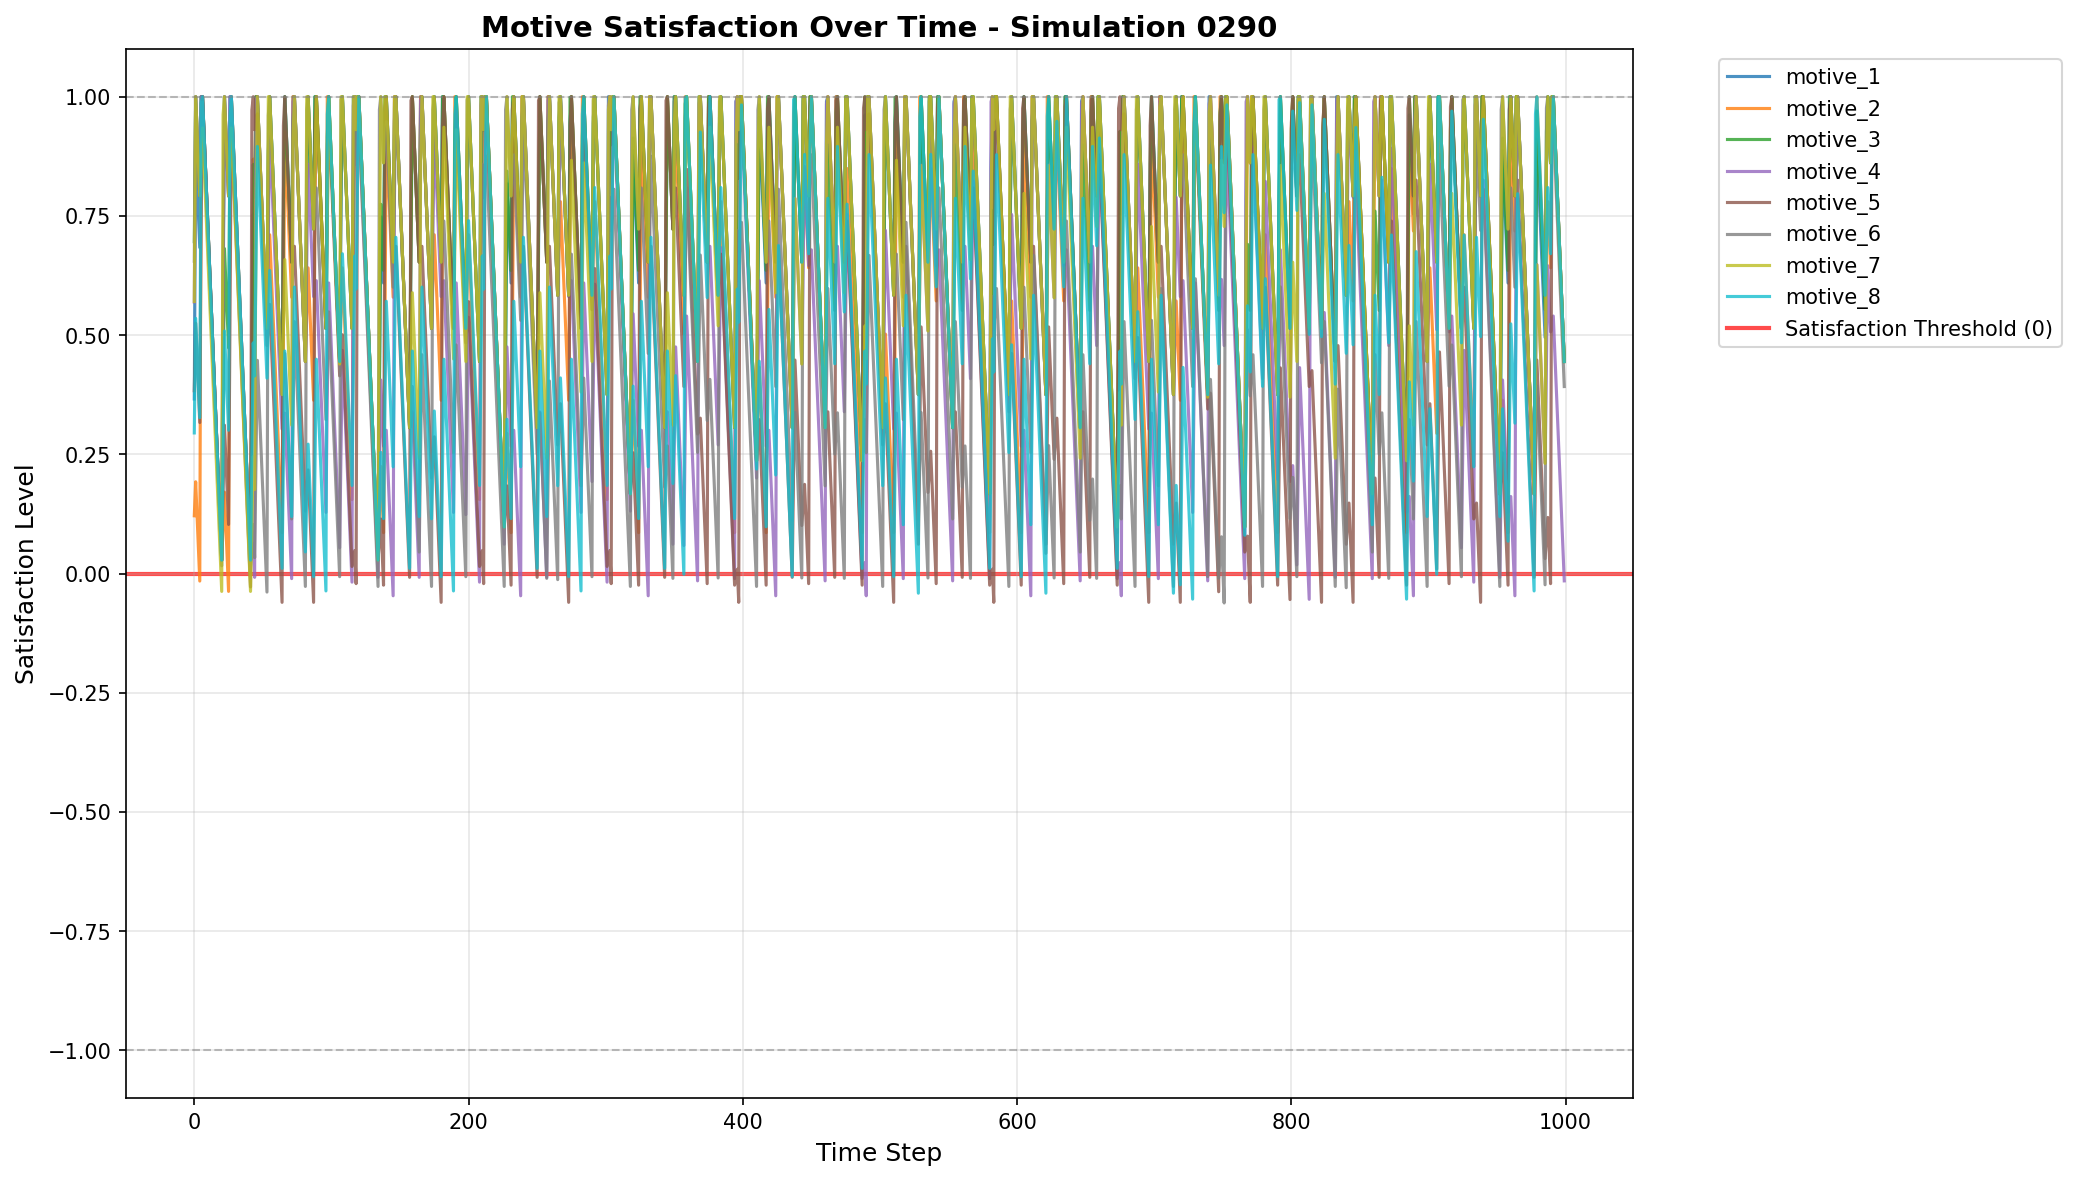 Motive Satisfaction Over Time - Simulation 0290
1.00
0.75
0.50
0.25
0.00
−0.25
−0.50
−0.75
−1.00
Satisfaction Level
0
200
400
600
800
1000
Time Step
motive_1
motive_2
motive_3
motive_4
motive_5
motive_6
motive_7
motive_8
Satisfaction Threshold (0)